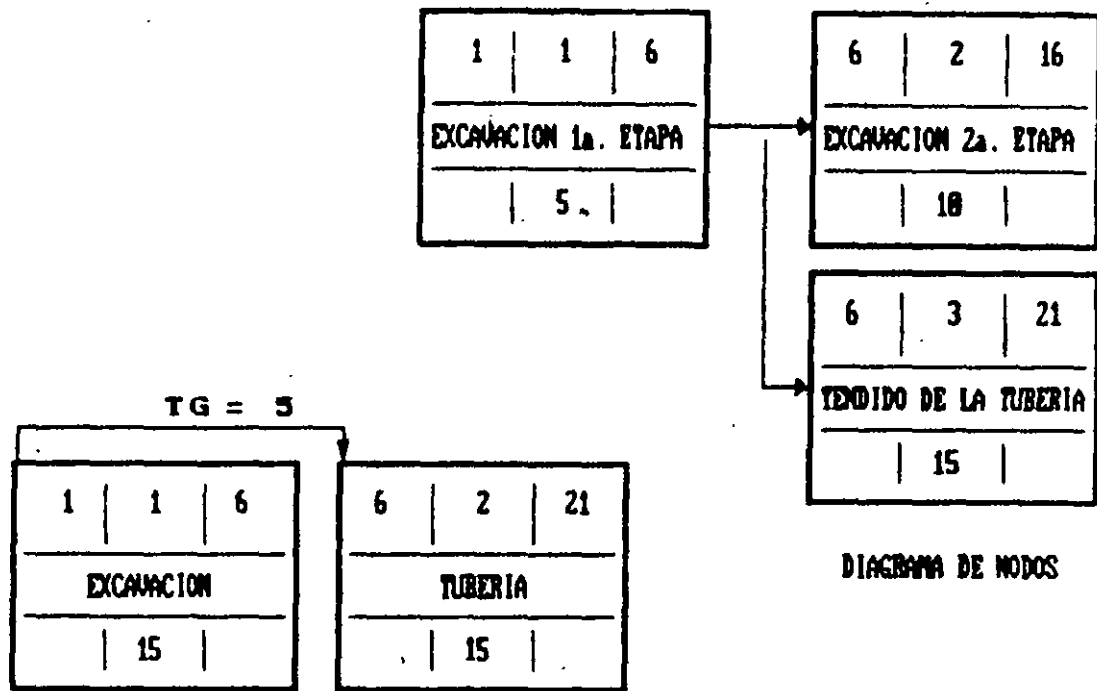 1 | 1 | 6
EXCAVACION 1a. ETAPA
| 5. |
6 | 2 | 16
EXCAVACION 2a. ETAPA
| 10 |
6 | 3 | 21
TENDIDO DE LA TUBERIA
| 15 |
DIAGRAMA DE NODOS
TG = 5
1 | 1 | 6
EXCAVACION
| 15 |
6 | 2 | 21
TUBERIA
| 15 |